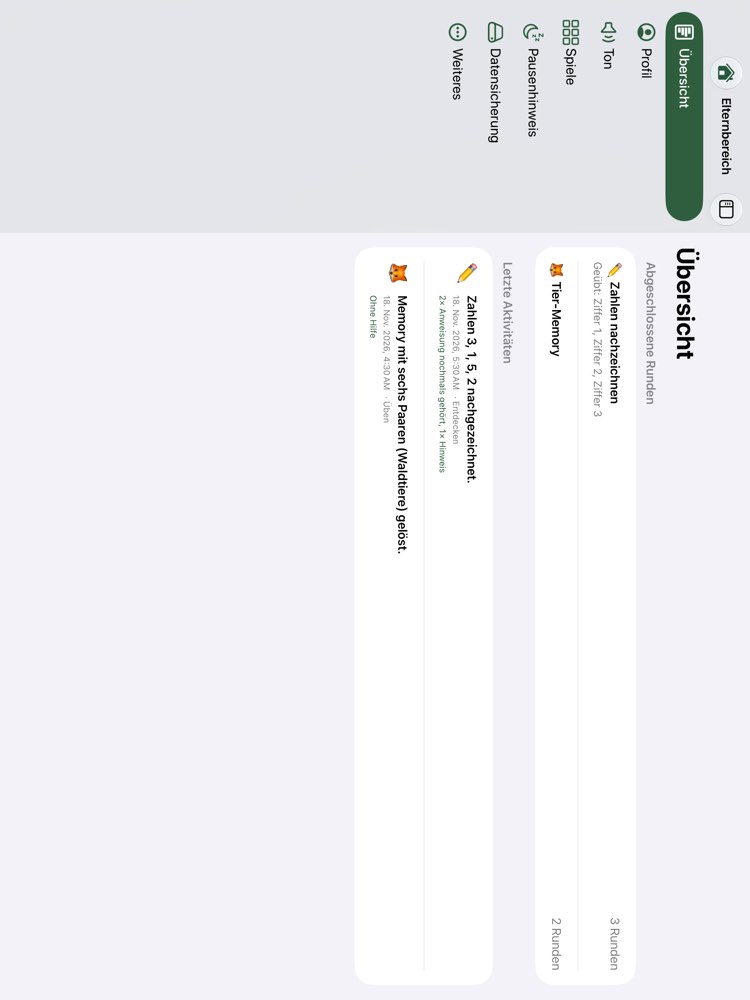 Elternbereich
Übersicht
Profil
Ton
Spiele
Pausenhinweis
Datensicherung
Weiteres
Übersicht
Abgeschlossene Runden
Zahlen nachzeichnen
3 Runden
Geübt: Ziffer 1, Ziffer 2, Ziffer 3
Tier-Memory
2 Runden
Letzte Aktivitäten
Zahlen 3, 1, 5, 2 nachgezeichnet.
18. Nov. 2026, 5:30 AM · Entdecken
2× Anweisung nochmals gehört, 1× Hinweis
Memory mit sechs Paaren (Waldtiere) gelöst.
18. Nov. 2026, 4:30 AM · Üben
Ohne Hilfe